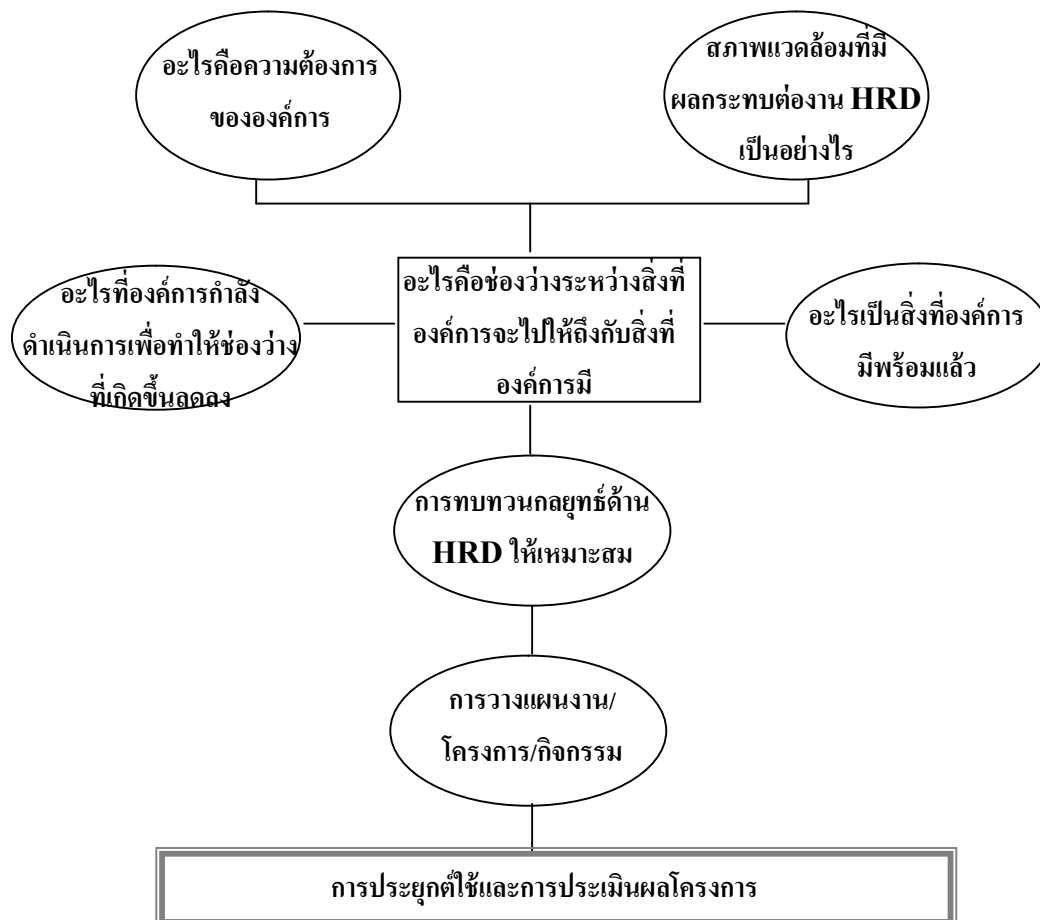 อะไรคือความต้องการ
ขององค์การ
สภาพแวดล้อมที่มี
ผลกระทบต่องาน HRD
เป็นอย่างไร
อะไรที่องค์การกำลัง
ดำเนินการเพื่อทำให้ช่องว่าง
ที่เกิดขึ้นลดลง
อะไรคือช่องว่างระหว่างสิ่งที่
องค์การจะไปให้ถึงกับสิ่งที่
องค์การมี
อะไรเป็นสิ่งที่องค์การ
มีพร้อมแล้ว
การทบทวนกลยุทธ์ด้าน
HRD ให้เหมาะสม
การวางแผนงาน/
โครงการ/กิจกรรม
การประยุกต์ใช้และการประเมินผลโครงการ